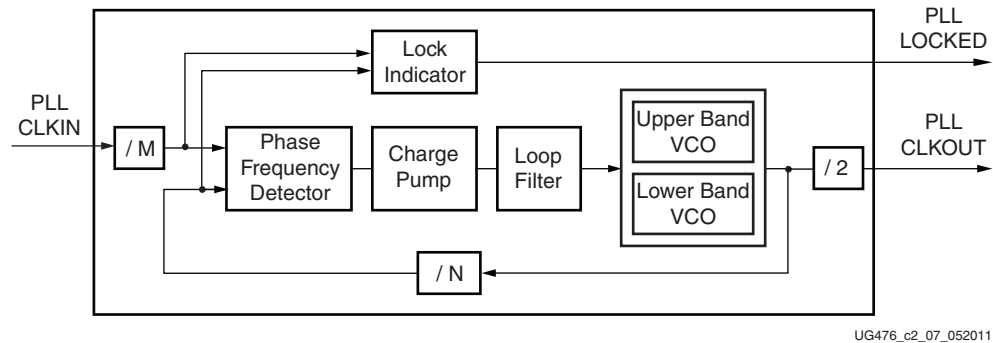 PLL
LOCKED
Lock
Indicator
PLL
CLKIN
/ M
Phase
Frequency
Detector
Charge
Pump
Loop
Filter
Upper Band
VCO
Lower Band
VCO
/ 2
PLL
CLKOUT
/ N
UG476_c2_07_052011